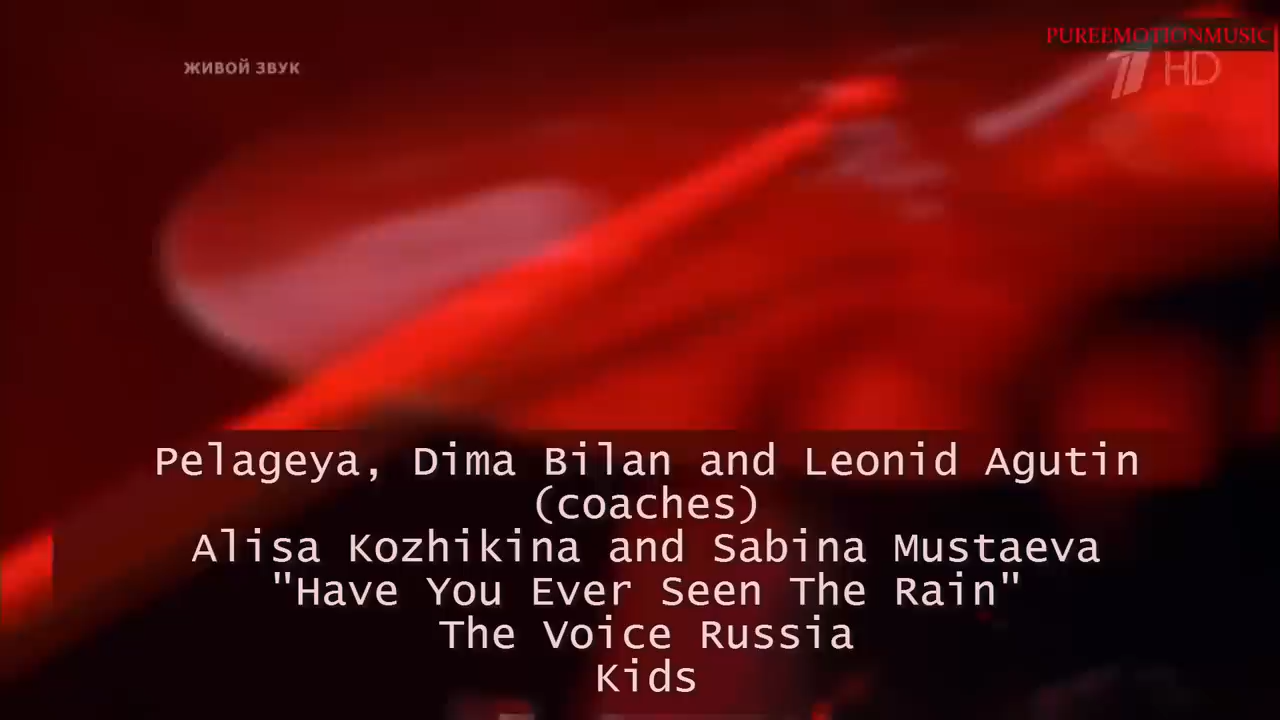 PUREEMOTIONMUSIC
ЖИВОЙ ЗВУК
1 HD
Pelageya, Dima Bilan and Leonid Agutin
(coaches)
Alisa Kozhikina and Sabina Mustaeva
"Have You Ever Seen The Rain"
The Voice Russia
Kids